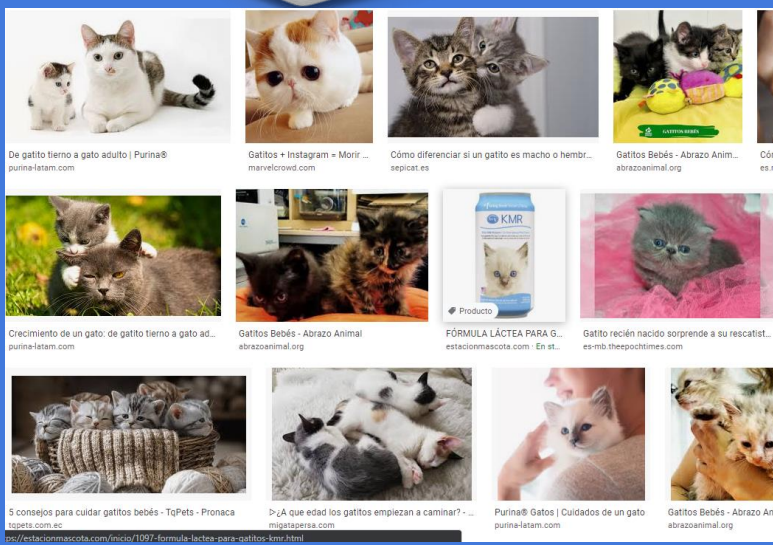 De gatito tierno a gato adulto | Purina®
purina-latam.com
Gatitos + Instagram = Morir ...
marvelcrowd.com
Cómo diferenciar si un gatito es macho o hembr...
sepicat.es
GATITOS BEBÉS
Gatitos Bebés - Abrazo Anim...
abrazoanimal.org
Có
es.r
Crecimiento de un gato: de gatito tierno a gato ad...
purina-latam.com
Gatitos Bebés - Abrazo Animal
abrazoanimal.org
KMR
Producto
FÓRMULA LÁCTEA PARA G...
estacionmascota.com · En st...
Gatito recién nacido sorprende a su rescatist...
es-mb.theepochtimes.com
5 consejos para cuidar gatitos bebés - TqPets - Pronaca
tqpets.com.ec
▷¿A que edad los gatitos empiezan a caminar? - ...
migatapersa.com
Purina® Gatos | Cuidados de un gato
purina-latam.com
Gatitos Bebés - Abrazo An
abrazoanimal.org
ps://estacionmascota.com/inicio/1097-formula-lactea-para-gatitos-kmr.html